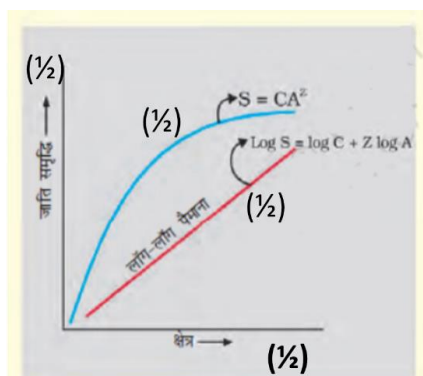 (½)
S = CA^Z
(½)
Log S = log C + Z log A
जाति समृद्धि
(½)
लॉग-लॉग पैमाना
क्षेत्र
(½)